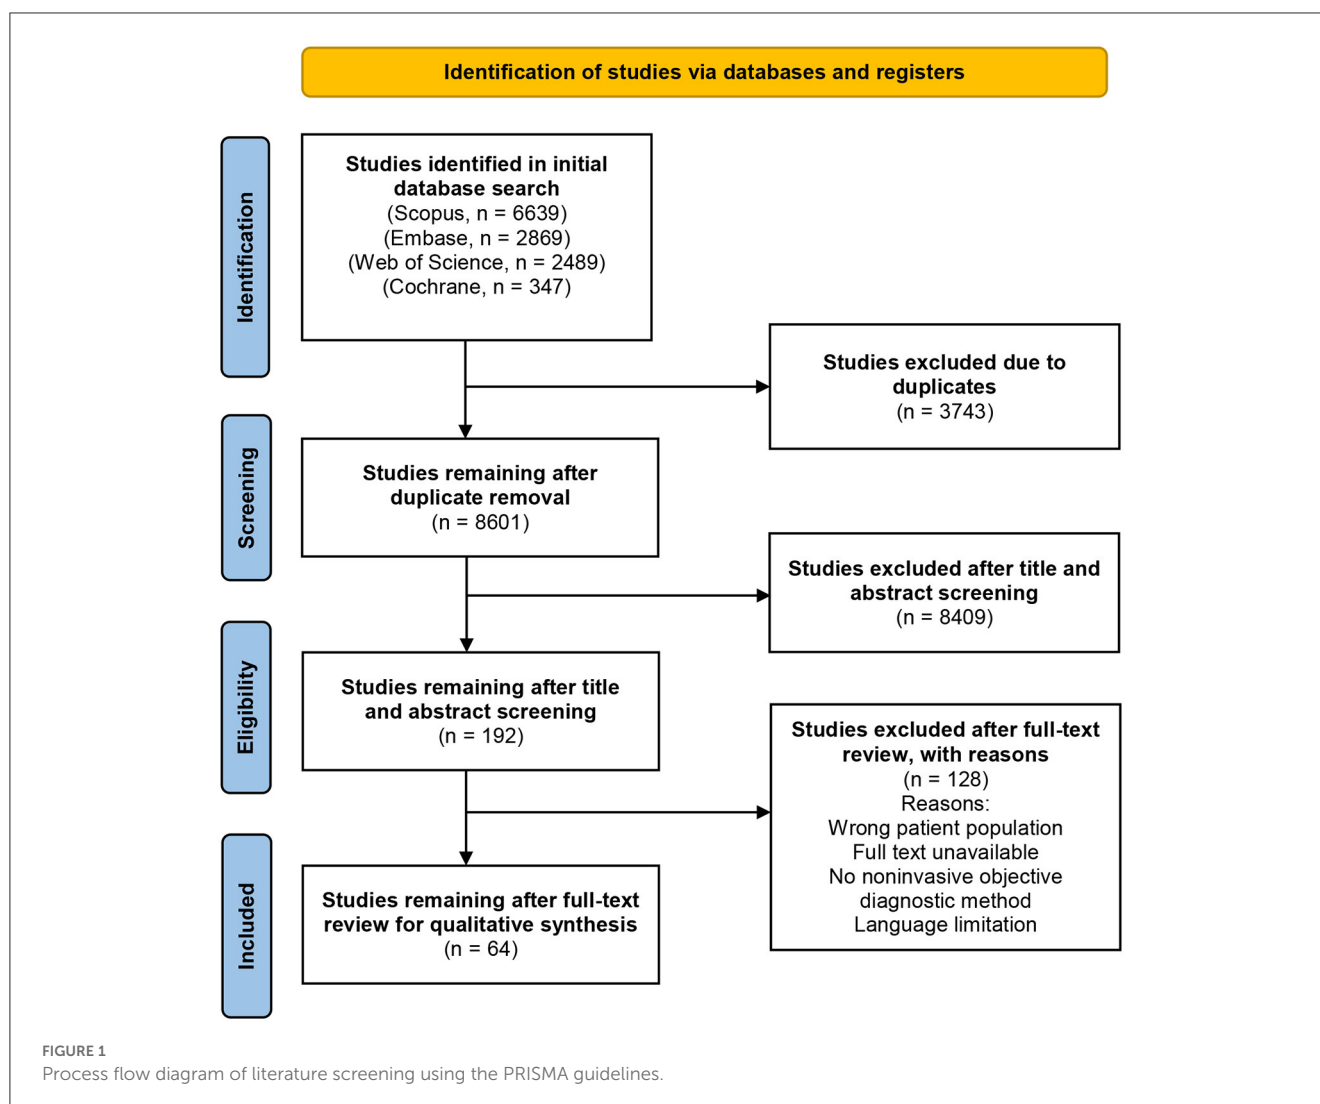 Identification of studies via databases and registers
Identification
Studies identified in initial
database search
(Scopus, n = 6639)
(Embase, n = 2869)
(Web of Science, n = 2489)
(Cochrane, n = 347)
Studies excluded due to
duplicates
(n = 3743)
Screening
Studies remaining after
duplicate removal
(n = 8601)
Studies excluded after title and
abstract screening
(n = 8409)
Eligibility
Studies remaining after title
and abstract screening
(n = 192)
Studies excluded after full-text
review, with reasons
(n = 128)
Reasons:
Wrong patient population
Full text unavailable
No noninvasive objective
diagnostic method
Language limitation
Included
Studies remaining after full-text
review for qualitative synthesis
(n = 64)
FIGURE 1
Process flow diagram of literature screening using the PRISMA guidelines.